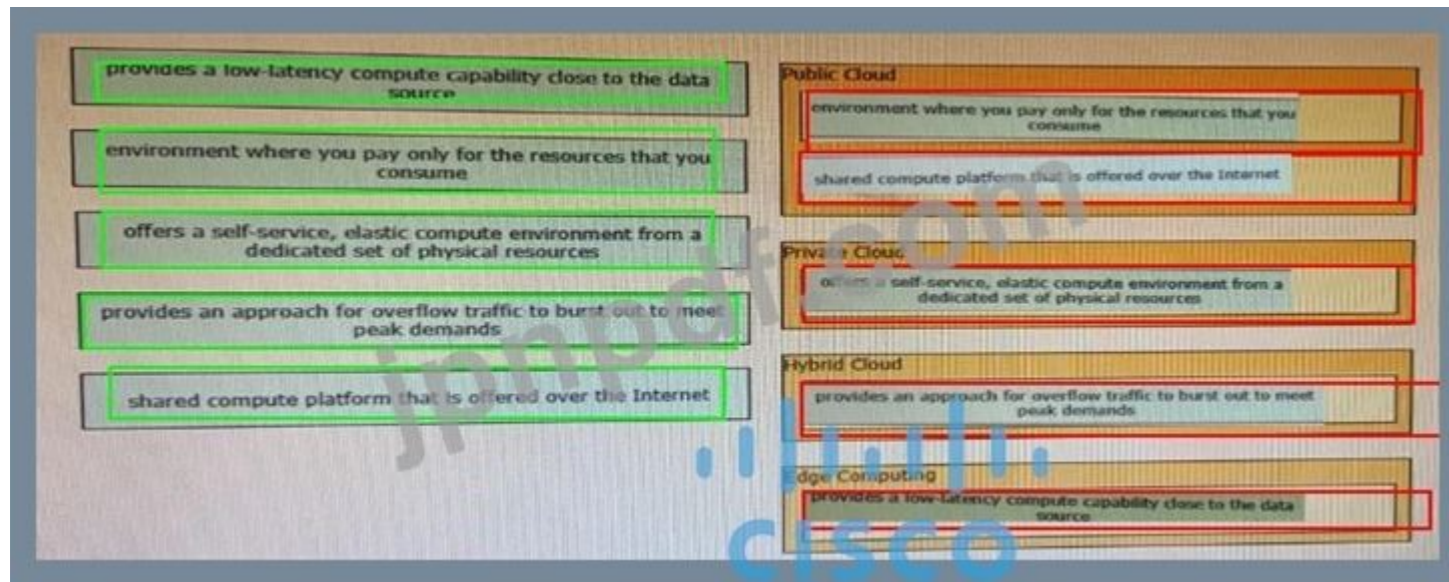 provides a low-latency compute capability close to the data
source
environment where you pay only for the resources that you
consume
offers a self-service, elastic compute environment from a
dedicated set of physical resources
provides an approach for overflow traffic to burst out to meet
peak demands
shared compute platform that is offered over the Internet
Public Cloud
environment where you pay only for the resources that you
consume
shared compute platform that is offered over the Internet
Private Cloud
offers a self-service, elastic compute environment from a
dedicated set of physical resources
Hybrid Cloud
provides an approach for overflow traffic to burst out to meet
peak demands
Edge Computing
provides a low-latency compute capability close to the data
source
jpnpdf.com
CISCO